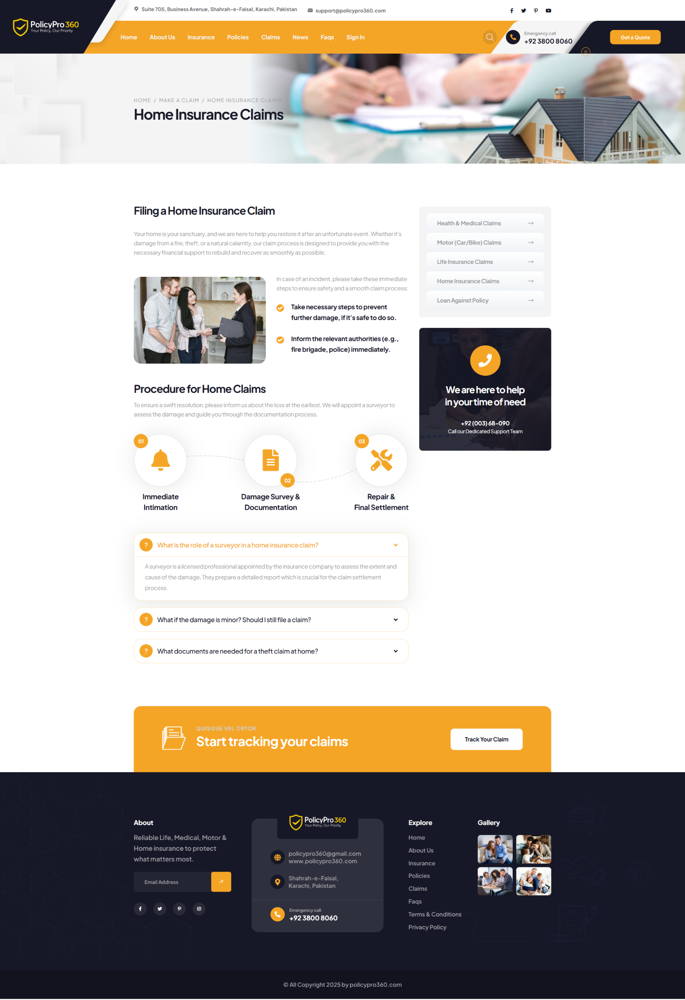 PolicyPro 360
Your Policy, Our Priority
Suite 705, Business Avenue, Shahrah-e-Faisal, Karachi, Pakistan
support@policypro360.com
Home
About Us
Insurance
Policies
Claims
News
Faqs
Sign In
Emergency call
+92 3800 8060
Get a Quote
HOME / MAKE A CLAIM / HOME INSURANCE CLAIMS
Home Insurance Claims
Filing a Home Insurance Claim
Your home is your sanctuary, and we are here to help you restore it after an unfortunate event. Whether it's
damage from a fire, theft, or a natural calamity, our claim process is designed to provide you with the
necessary financial support to rebuild and recover as smoothly as possible.
In case of an incident, please take these immediate
steps to ensure safety and a smooth claim process:
Take necessary steps to prevent
further damage, if it's safe to do so.
Inform the relevant authorities (e.g.,
fire brigade, police) immediately.
Procedure for Home Claims
To ensure a swift resolution, please inform us about the loss at the earliest. We will appoint a surveyor to
assess the damage and guide you through the documentation process.
01
Immediate
Intimation
02
Damage Survey &
Documentation
03
Repair &
Final Settlement
? What is the role of a surveyor in a home insurance claim?
A surveyor is a licensed professional appointed by the insurance company to assess the extent and
cause of the damage. They prepare a detailed report which is crucial for the claim settlement
process.
? What if the damage is minor? Should I still file a claim?
? What documents are needed for a theft claim at home?
Health & Medical Claims
Motor (Car/Bike) Claims
Life Insurance Claims
Home Insurance Claims
Loan Against Policy
We are here to help
in your time of need
+92 (003) 68-090
Call our Dedicated Support Team
QUISQUE VEL ORTOR
Start tracking your claims
Track Your Claim
About
Reliable Life, Medical, Motor &
Home insurance to protect
what matters most.
Email Address
PolicyPro 360
Your Policy, Our Priority
policypro360@gmail.com
www.policypro360.com
Shahrah-e-Faisal,
Karachi, Pakistan
Emergency call
+92 3800 8060
Explore
Home
About Us
Insurance
Policies
Claims
Faqs
Terms & Conditions
Privacy Policy
Gallery
© All Copyright 2025 by policypro360.com